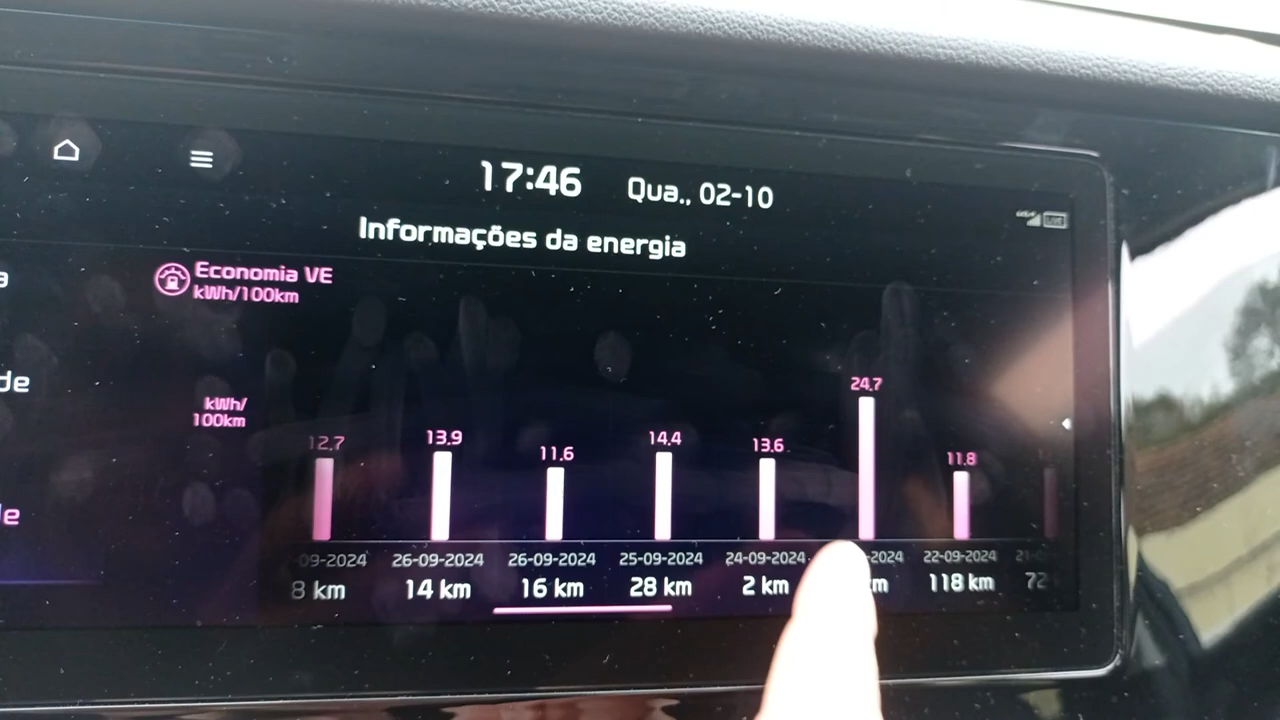 17:46 Qua., 02-10
Informações da energia
Economia VE
kWh/100km
de
kWh/
100km
12.7 13.9 11.6 14.4 13.6 24.7 11.8
-09-2024 26-09-2024 26-09-2024 25-09-2024 24-09-2024 -2024 22-09-2024 21-0
8 km 14 km 16 km 28 km 2 km km 118 km 72